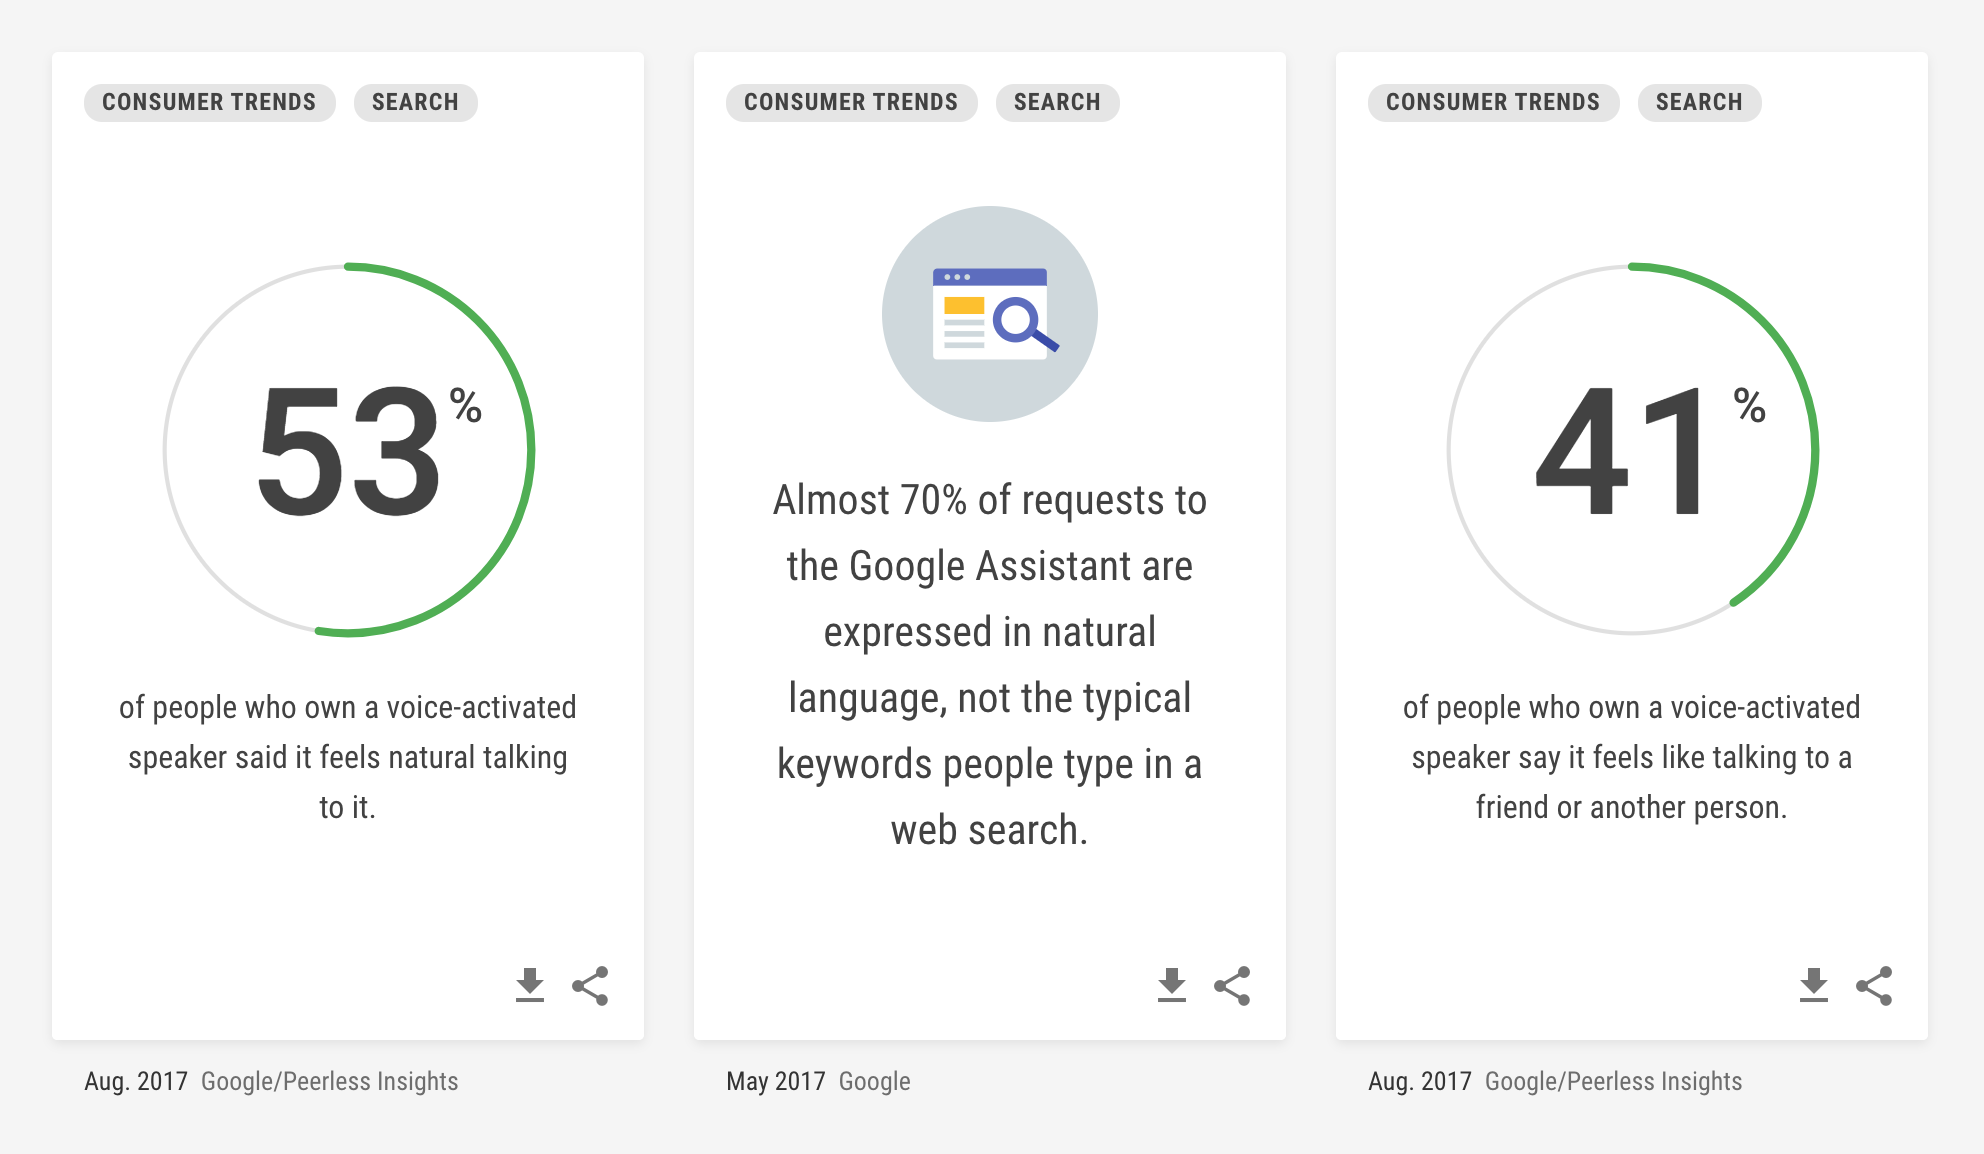 CONSUMER TRENDS SEARCH
53%
of people who own a voice-activated
speaker said it feels natural talking
to it.
Aug. 2017 Google/Peerless Insights
CONSUMER TRENDS SEARCH
Almost 70% of requests to
the Google Assistant are
expressed in natural
language, not the typical
keywords people type in a
web search.
May 2017 Google
CONSUMER TRENDS SEARCH
41%
of people who own a voice-activated
speaker say it feels like talking to a
friend or another person.
Aug. 2017 Google/Peerless Insights